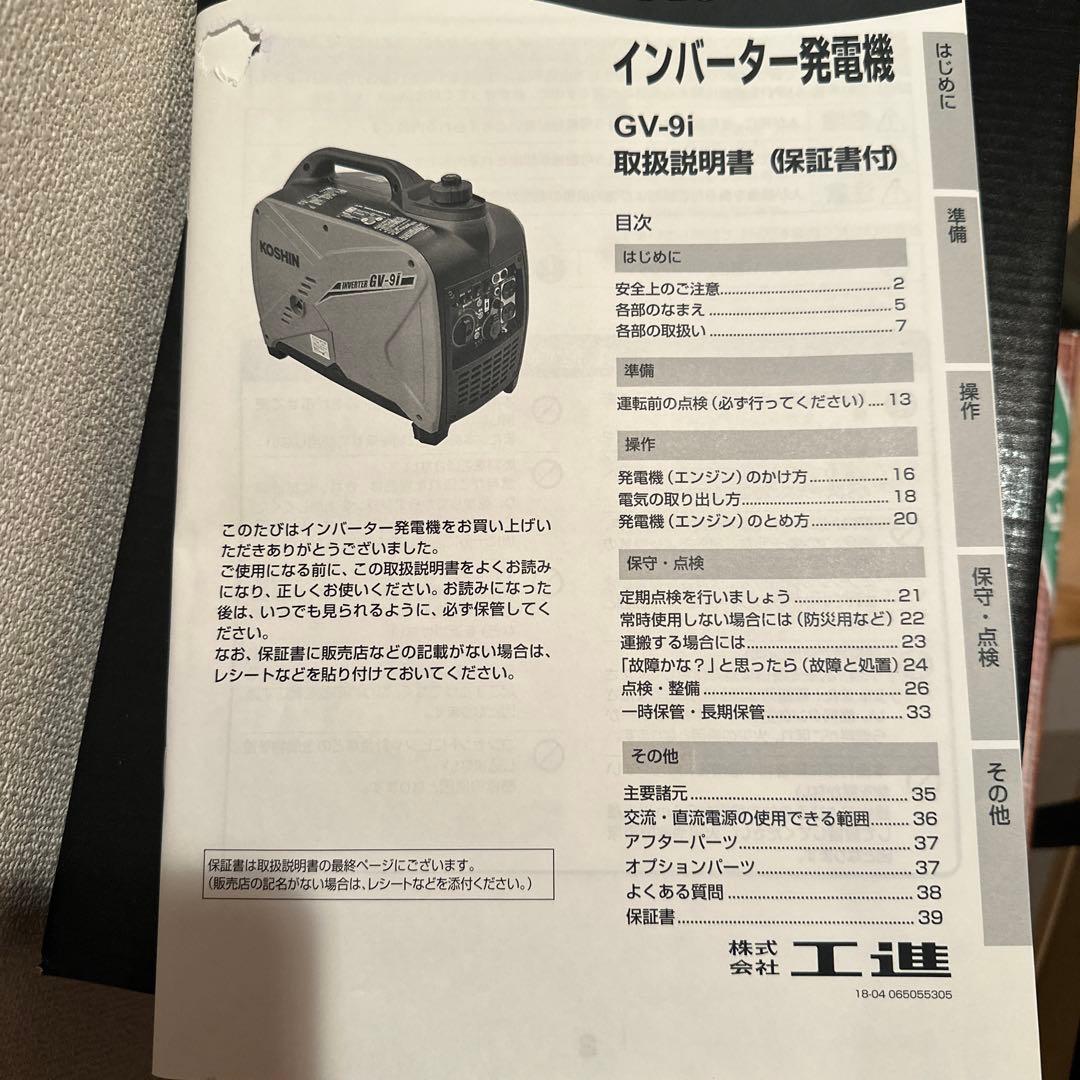 インバーター発電機
GV-9i
取扱説明書（保証書付）
KOSHIN
INVERTER GV-9i
目次
はじめに
安全上のご注意 2
各部のなまえ 5
各部の取扱い 7
準備
運転前の点検（必ず行ってください） 13
操作
発電機（エンジン）のかけ方 16
電気の取り出し方 18
発電機（エンジン）のとめ方 20
保守・点検
定期点検を行いましょう 21
常時使用しない場合には（防災用など） 22
運搬する場合には 23
「故障かな？」と思ったら（故障と処置） 24
点検・整備 26
一時保管・長期保管 33
その他
主要諸元 35
交流・直流電源の使用できる範囲 36
アフターパーツ 37
オプションパーツ 37
よくある質問 38
保証書 39
このたびはインバーター発電機をお買い上げい
ただきありがとうございました。
ご使用になる前に、この取扱説明書をよくお読み
になり、正しくお使いください。お読みになった
後は、いつでも見られるように、必ず保管してく
ださい。
なお、保証書に販売店などの記載がない場合は、
レシートなどを貼り付けておいてください。
保証書は取扱説明書の最終ページにございます。
（販売店の記名がない場合は、レシートなどを添付ください。）
株式会社 工進
18-04 065055305
はじめに
準備
操作
保守・点検
その他